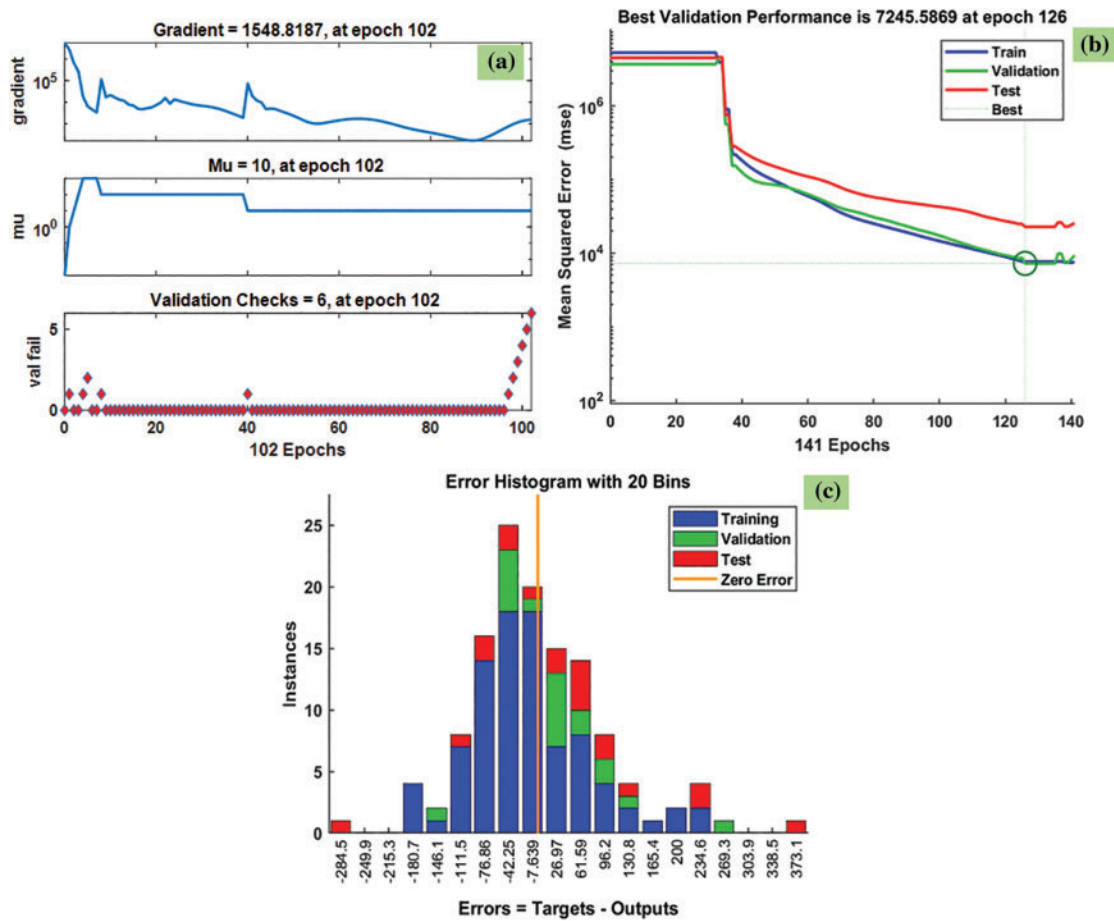 Gradient = 1548.8187, at epoch 102
(a)
gradient
10^5
Mu = 10, at epoch 102
mu
10^0
Validation Checks = 6, at epoch 102
val fail
5
0
0 20 40 60 80 100
102 Epochs
Best Validation Performance is 7245.5869 at epoch 126
(b)
Train
Validation
Test
Best
Mean Squared Error (mse)
10^6
10^4
10^2
0 20 40 60 80 100 120 140
141 Epochs
Error Histogram with 20 Bins
(c)
Training
Validation
Test
Zero Error
Instances
25
20
15
10
5
0
-284.5 -249.9 -215.3 -180.7 -146.1 -111.5 -76.86 -42.25 -7.639 26.97 61.59 96.2 130.8 165.4 200 234.6 269.3 303.9 338.5 373.1
Errors = Targets - Outputs